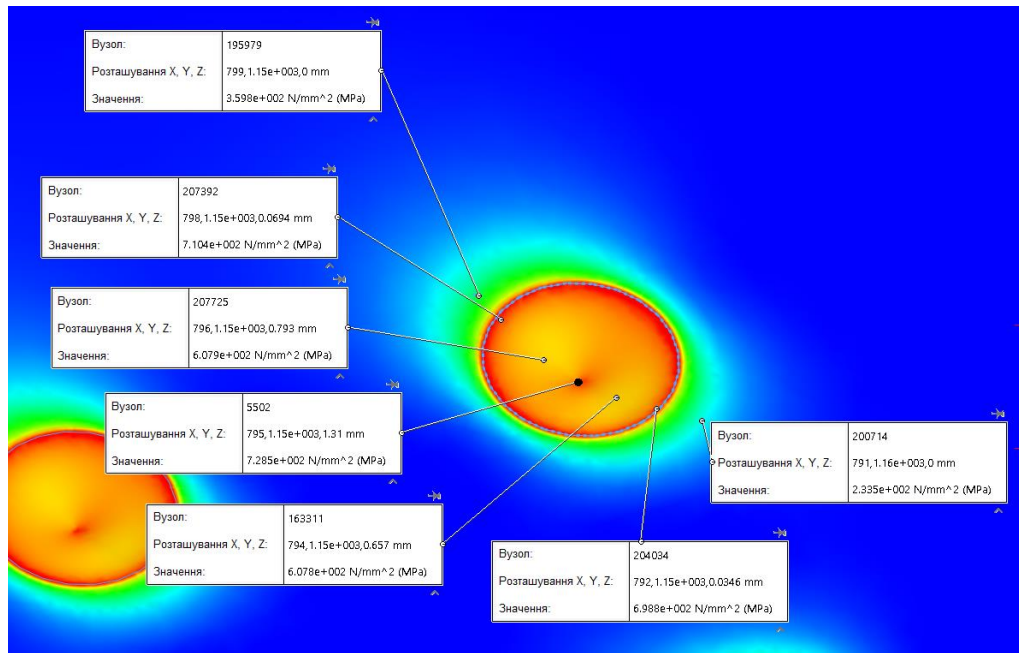 Вузол: 195979
Розташування X, Y, Z: 799,1.15e+003,0 mm
Значення: 3.598e+002 N/mm^2 (MPa)
Вузол: 207392
Розташування X, Y, Z: 798,1.15e+003,0.0694 mm
Значення: 7.104e+002 N/mm^2 (MPa)
Вузол: 207725
Розташування X, Y, Z: 796,1.15e+003,0.793 mm
Значення: 6.079e+002 N/mm^2 (MPa)
Вузол: 5502
Розташування X, Y, Z: 795,1.15e+003,1.31 mm
Значення: 7.285e+002 N/mm^2 (MPa)
Вузол: 200714
Розташування X, Y, Z: 791,1.16e+003,0 mm
Значення: 2.335e+002 N/mm^2 (MPa)
Вузол: 163311
Розташування X, Y, Z: 794,1.15e+003,0.657 mm
Значення: 6.078e+002 N/mm^2 (MPa)
Вузол: 204034
Розташування X, Y, Z: 792,1.15e+003,0.0346 mm
Значення: 6.988e+002 N/mm^2 (MPa)